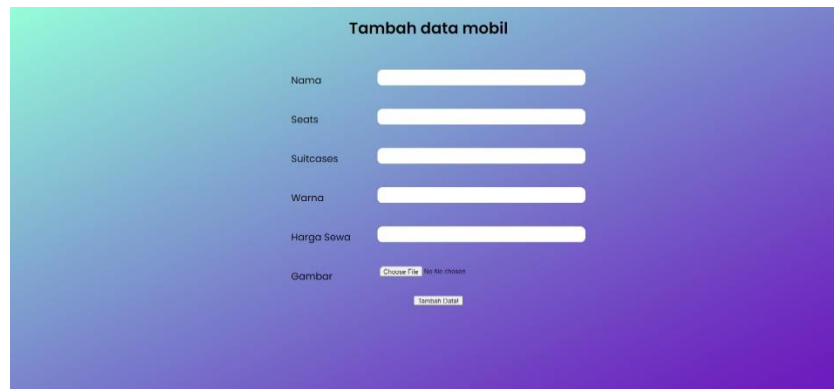 Tambah data mobil
Nama
Seats
Suitcases
Warna
Harga Sewa
Gambar Choose File No file chosen
Tambah Data!